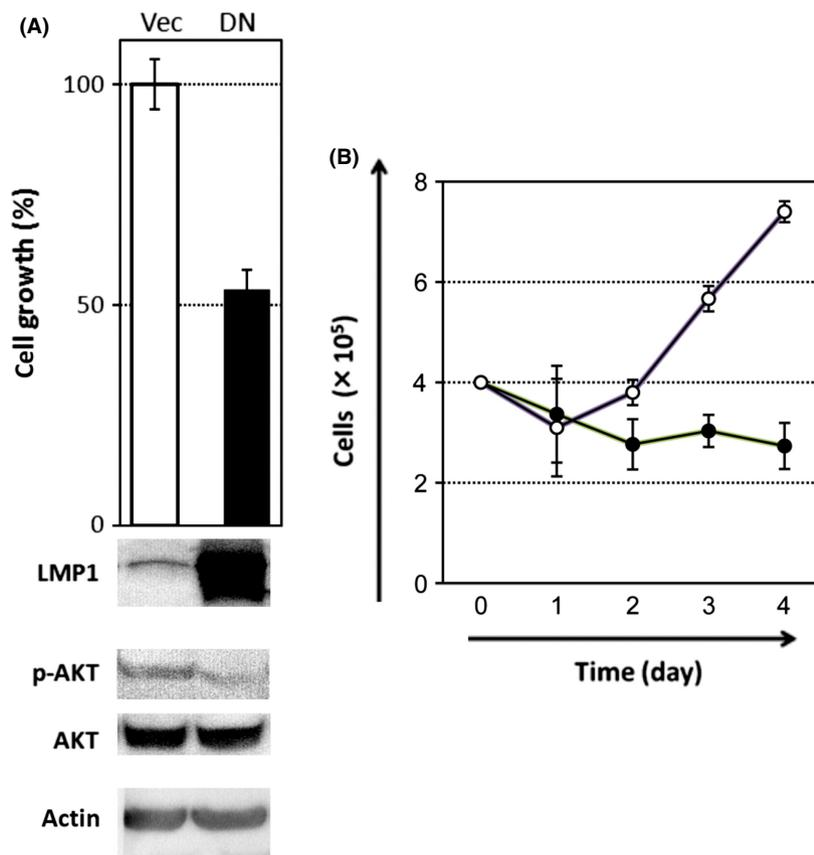 (A)
Vec DN
100
50
0
Cell growth (%)
LMP1
p-AKT
AKT
Actin
(B)
8
6
4
2
0
Cells (× 10⁵)
0 1 2 3 4
Time (day)